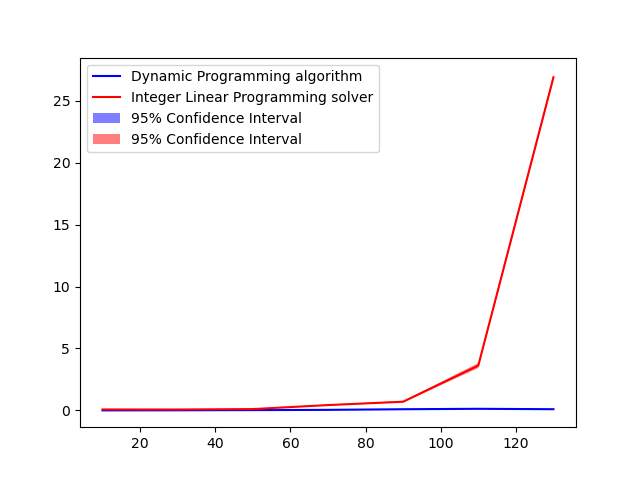 Dynamic Programming algorithm
Integer Linear Programming solver
95% Confidence Interval
95% Confidence Interval
25
20
15
10
5
0
20 40 60 80 100 120